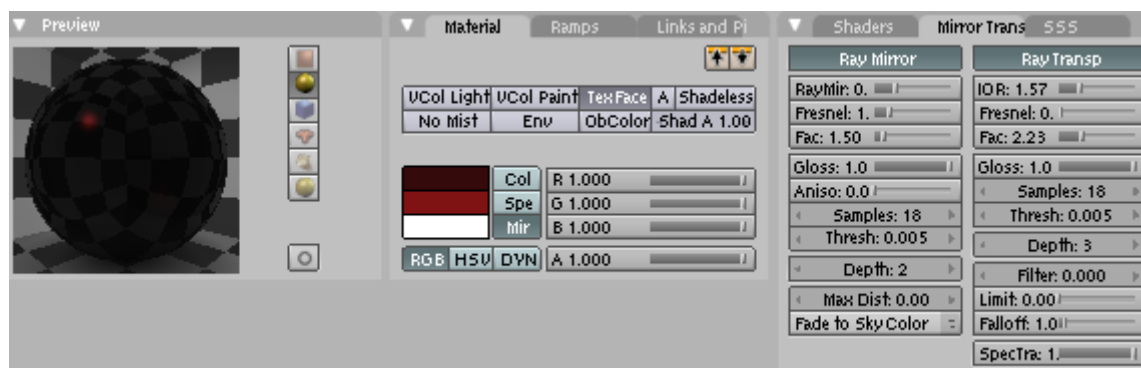 Preview
Material Ramps Links and Pi
VCol Light VCol Paint TexFace A Shadeless
No Mist Env ObColor Shad A 1.00
Col R 1.000
Spe G 1.000
Mir B 1.000
RGB HSV DYN A 1.000
Shaders Mirror Trans SSS
Ray Mirror
RayMir: 0.
Fresnel: 1.
Fac: 1.50
Gloss: 1.0
Aniso: 0.0
Samples: 18
Thresh: 0.005
Depth: 2
Max Dist: 0.00
Fade to Sky Color
Ray Transp
IOR: 1.57
Fresnel: 0.
Fac: 2.23
Gloss: 1.0
Samples: 18
Thresh: 0.005
Depth: 3
Filter: 0.000
Limit: 0.00
Falloff: 1.0
SpecTra: 1.